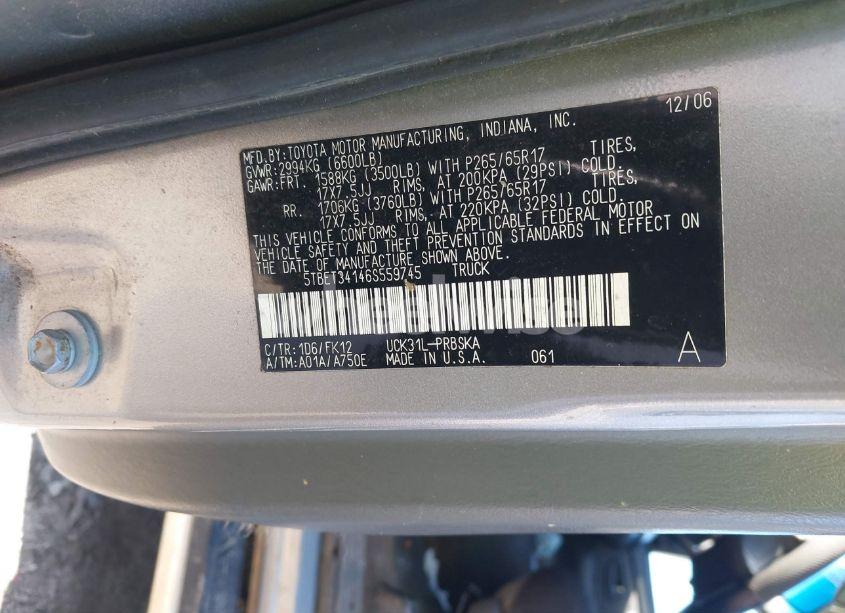 12/06
MFD.BY:TOYOTA MOTOR MANUFACTURING, INDIANA, INC.
GVWR:2994KG (6600LB)
GAWR:FRT. 1588KG (3500LB) WITH P265/65R17 TIRES,
17X7.5JJ RIMS, AT 200KPA (29PSI) COLD.
RR. 1706KG (3760LB) WITH P265/65R17 TIRES,
17X7.5JJ RIMS, AT 220KPA (32PSI) COLD.
THIS VEHICLE CONFORMS TO ALL APPLICABLE FEDERAL MOTOR
VEHICLE SAFETY AND THEFT PREVENTION STANDARDS IN EFFECT ON
THE DATE OF MANUFACTURE SHOWN ABOVE.
5TBET34146S559745 TRUCK
C/TR:1D6/FK12 UCK31L-PRBSKA
A/TM:A01A/A750E MADE IN U.S.A. 061 A